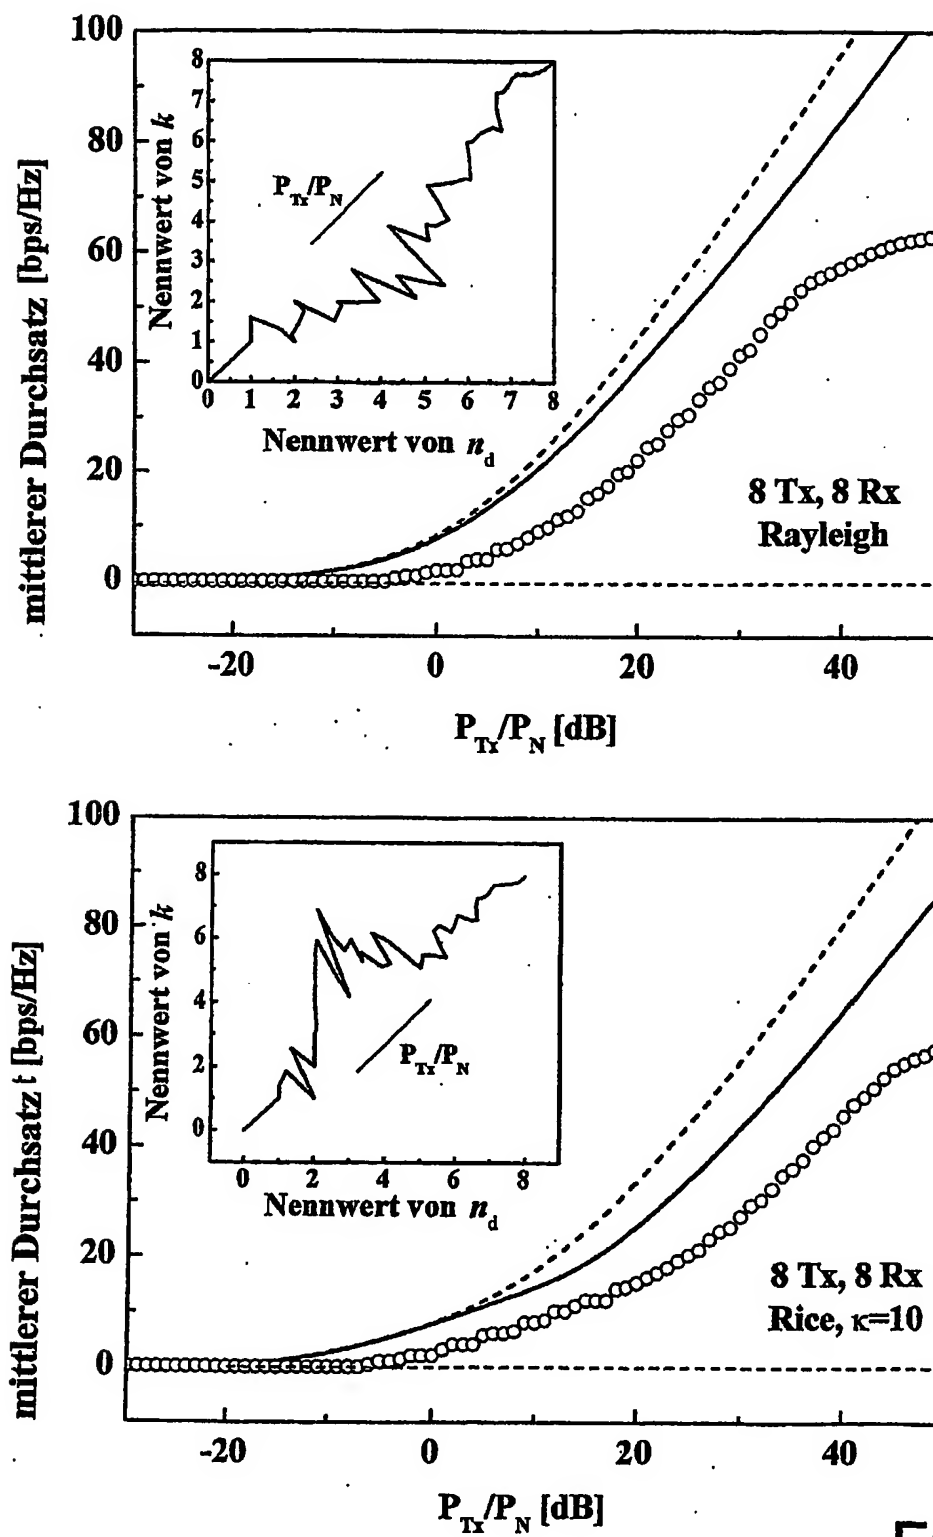 100
80
60
40
20
0
mittlerer Durchsatz [bps/Hz]
8
7
6
5
4
3
2
1
0
Nennwert von k
P_Tx/P_N
0 1 2 3 4 5 6 7 8
Nennwert von n_d
8 Tx, 8 Rx
Rayleigh
-20 0 20 40
P_Tx/P_N [dB]
100
80
60
40
20
0
mittlerer Durchsatz t [bps/Hz]
8
6
4
2
0
Nennwert von k
P_Tx/P_N
0 2 4 6 8
Nennwert von n_d
8 Tx, 8 Rx
Rice, κ=10
-20 0 20 40
P_Tx/P_N [dB]